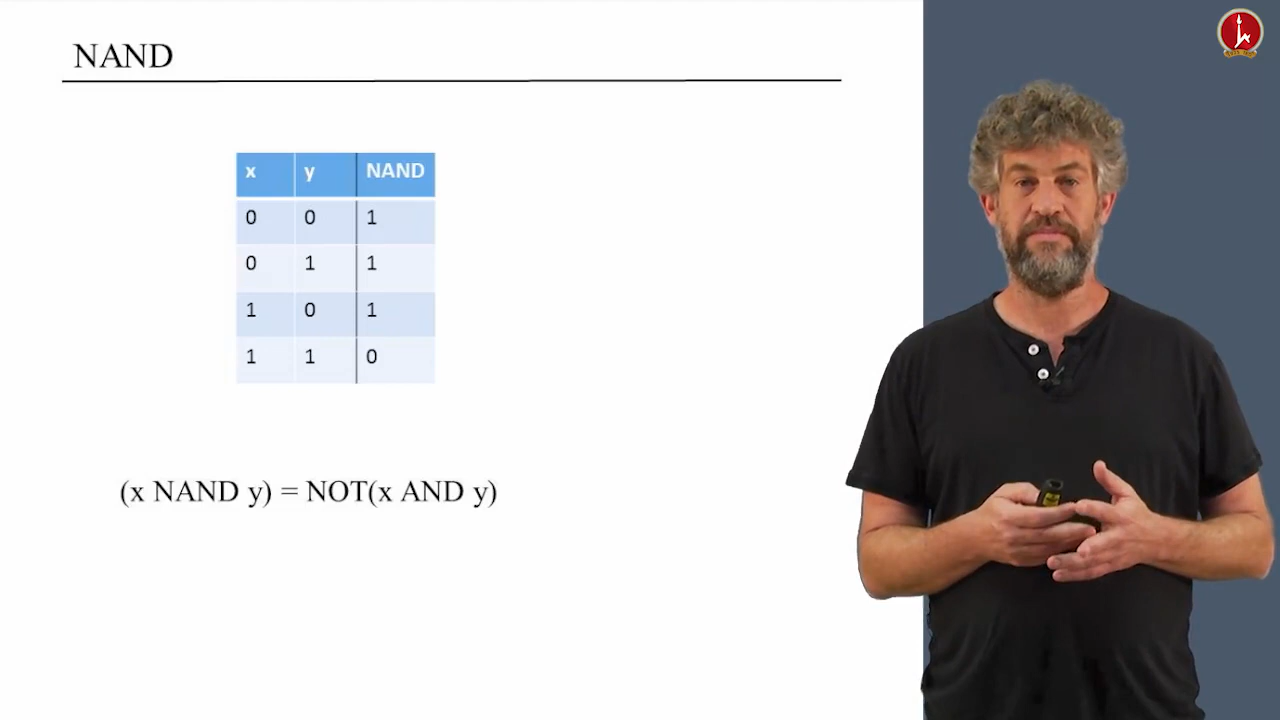 NAND
x y NAND
0 0 1
0 1 1
1 0 1
1 1 0
(x NAND y) = NOT(x AND y)